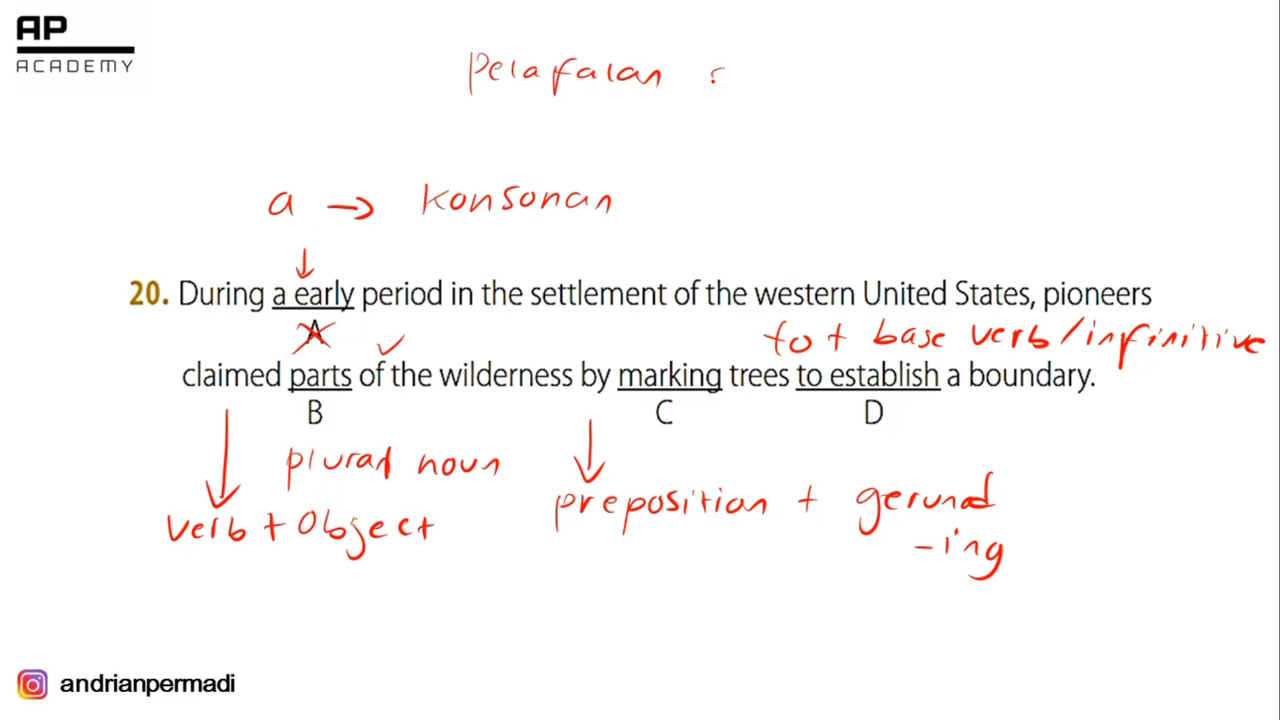 AP
ACADEMY
Pelafalan :
a → konsonan
20. During a early period in the settlement of the western United States, pioneers
A
to + base verb/infinitive
claimed parts of the wilderness by marking trees to establish a boundary.
B C D
plural noun
verb + Object
preposition + gerund
-ing
andrianpermadi